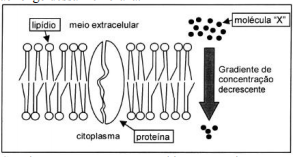 lipídio
meio extracelular
molécula "X"
Gradiente de
concentração
decrescente
citoplasma
proteína